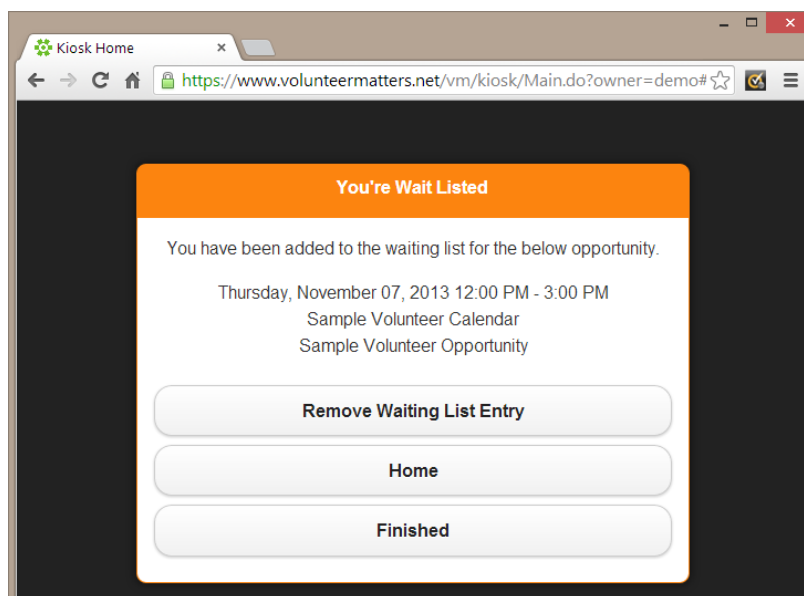 Kiosk Home
https://www.volunteermatters.net/vm/kiosk/Main.do?owner=demo#
You're Wait Listed
You have been added to the waiting list for the below opportunity.
Thursday, November 07, 2013 12:00 PM - 3:00 PM
Sample Volunteer Calendar
Sample Volunteer Opportunity
Remove Waiting List Entry
Home
Finished